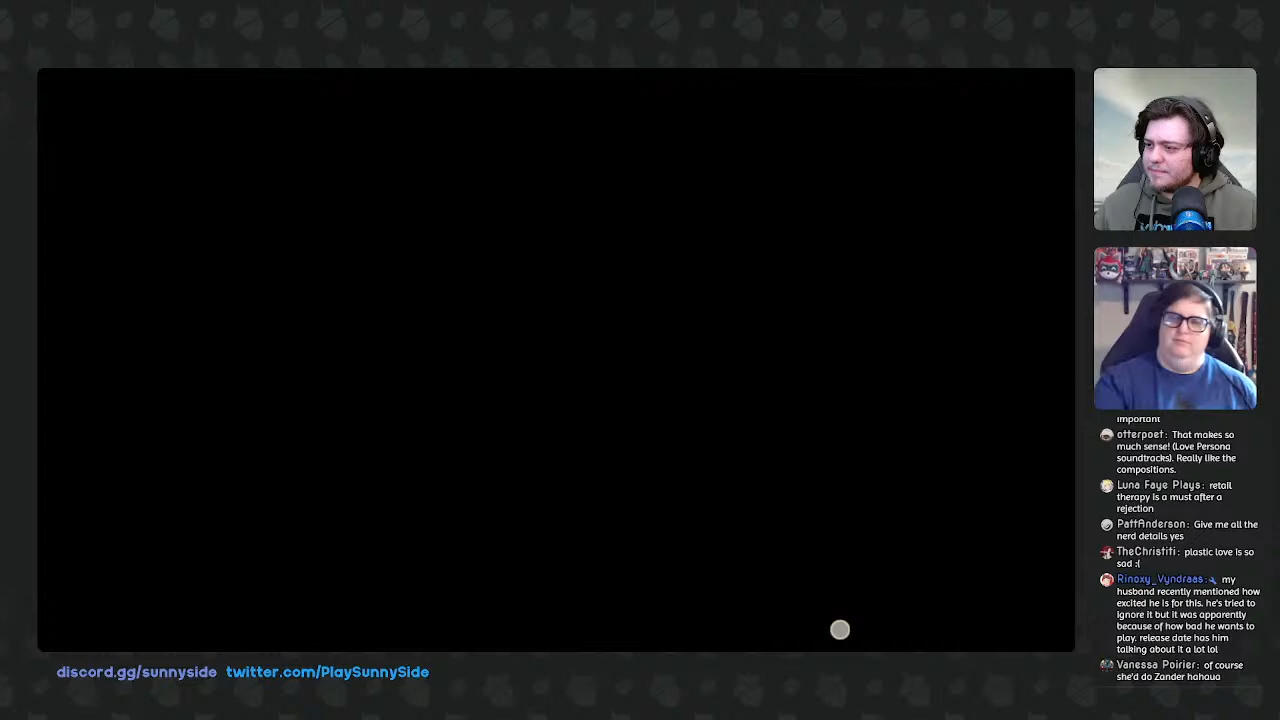 important
otterpoet: That makes so
much sense! (Love Persona
soundtracks). Really like the
compositions.
Luna Faye Plays: retail
therapy is a must after a
rejection
PattAnderson: Give me all the
nerd details yes
TheChristiti: plastic love is so
sad :(
Rinoxy_Vyndraas: my
husband recently mentioned how
excited he is for this. he's tried to
ignore it but it was apparently
because of how bad he wants to
play. release date has him
talking about it a lot lol
Vanessa Poirier: of course
she'd do Zander hahaua
discord.gg/sunnyside twitter.com/PlaySunnySide